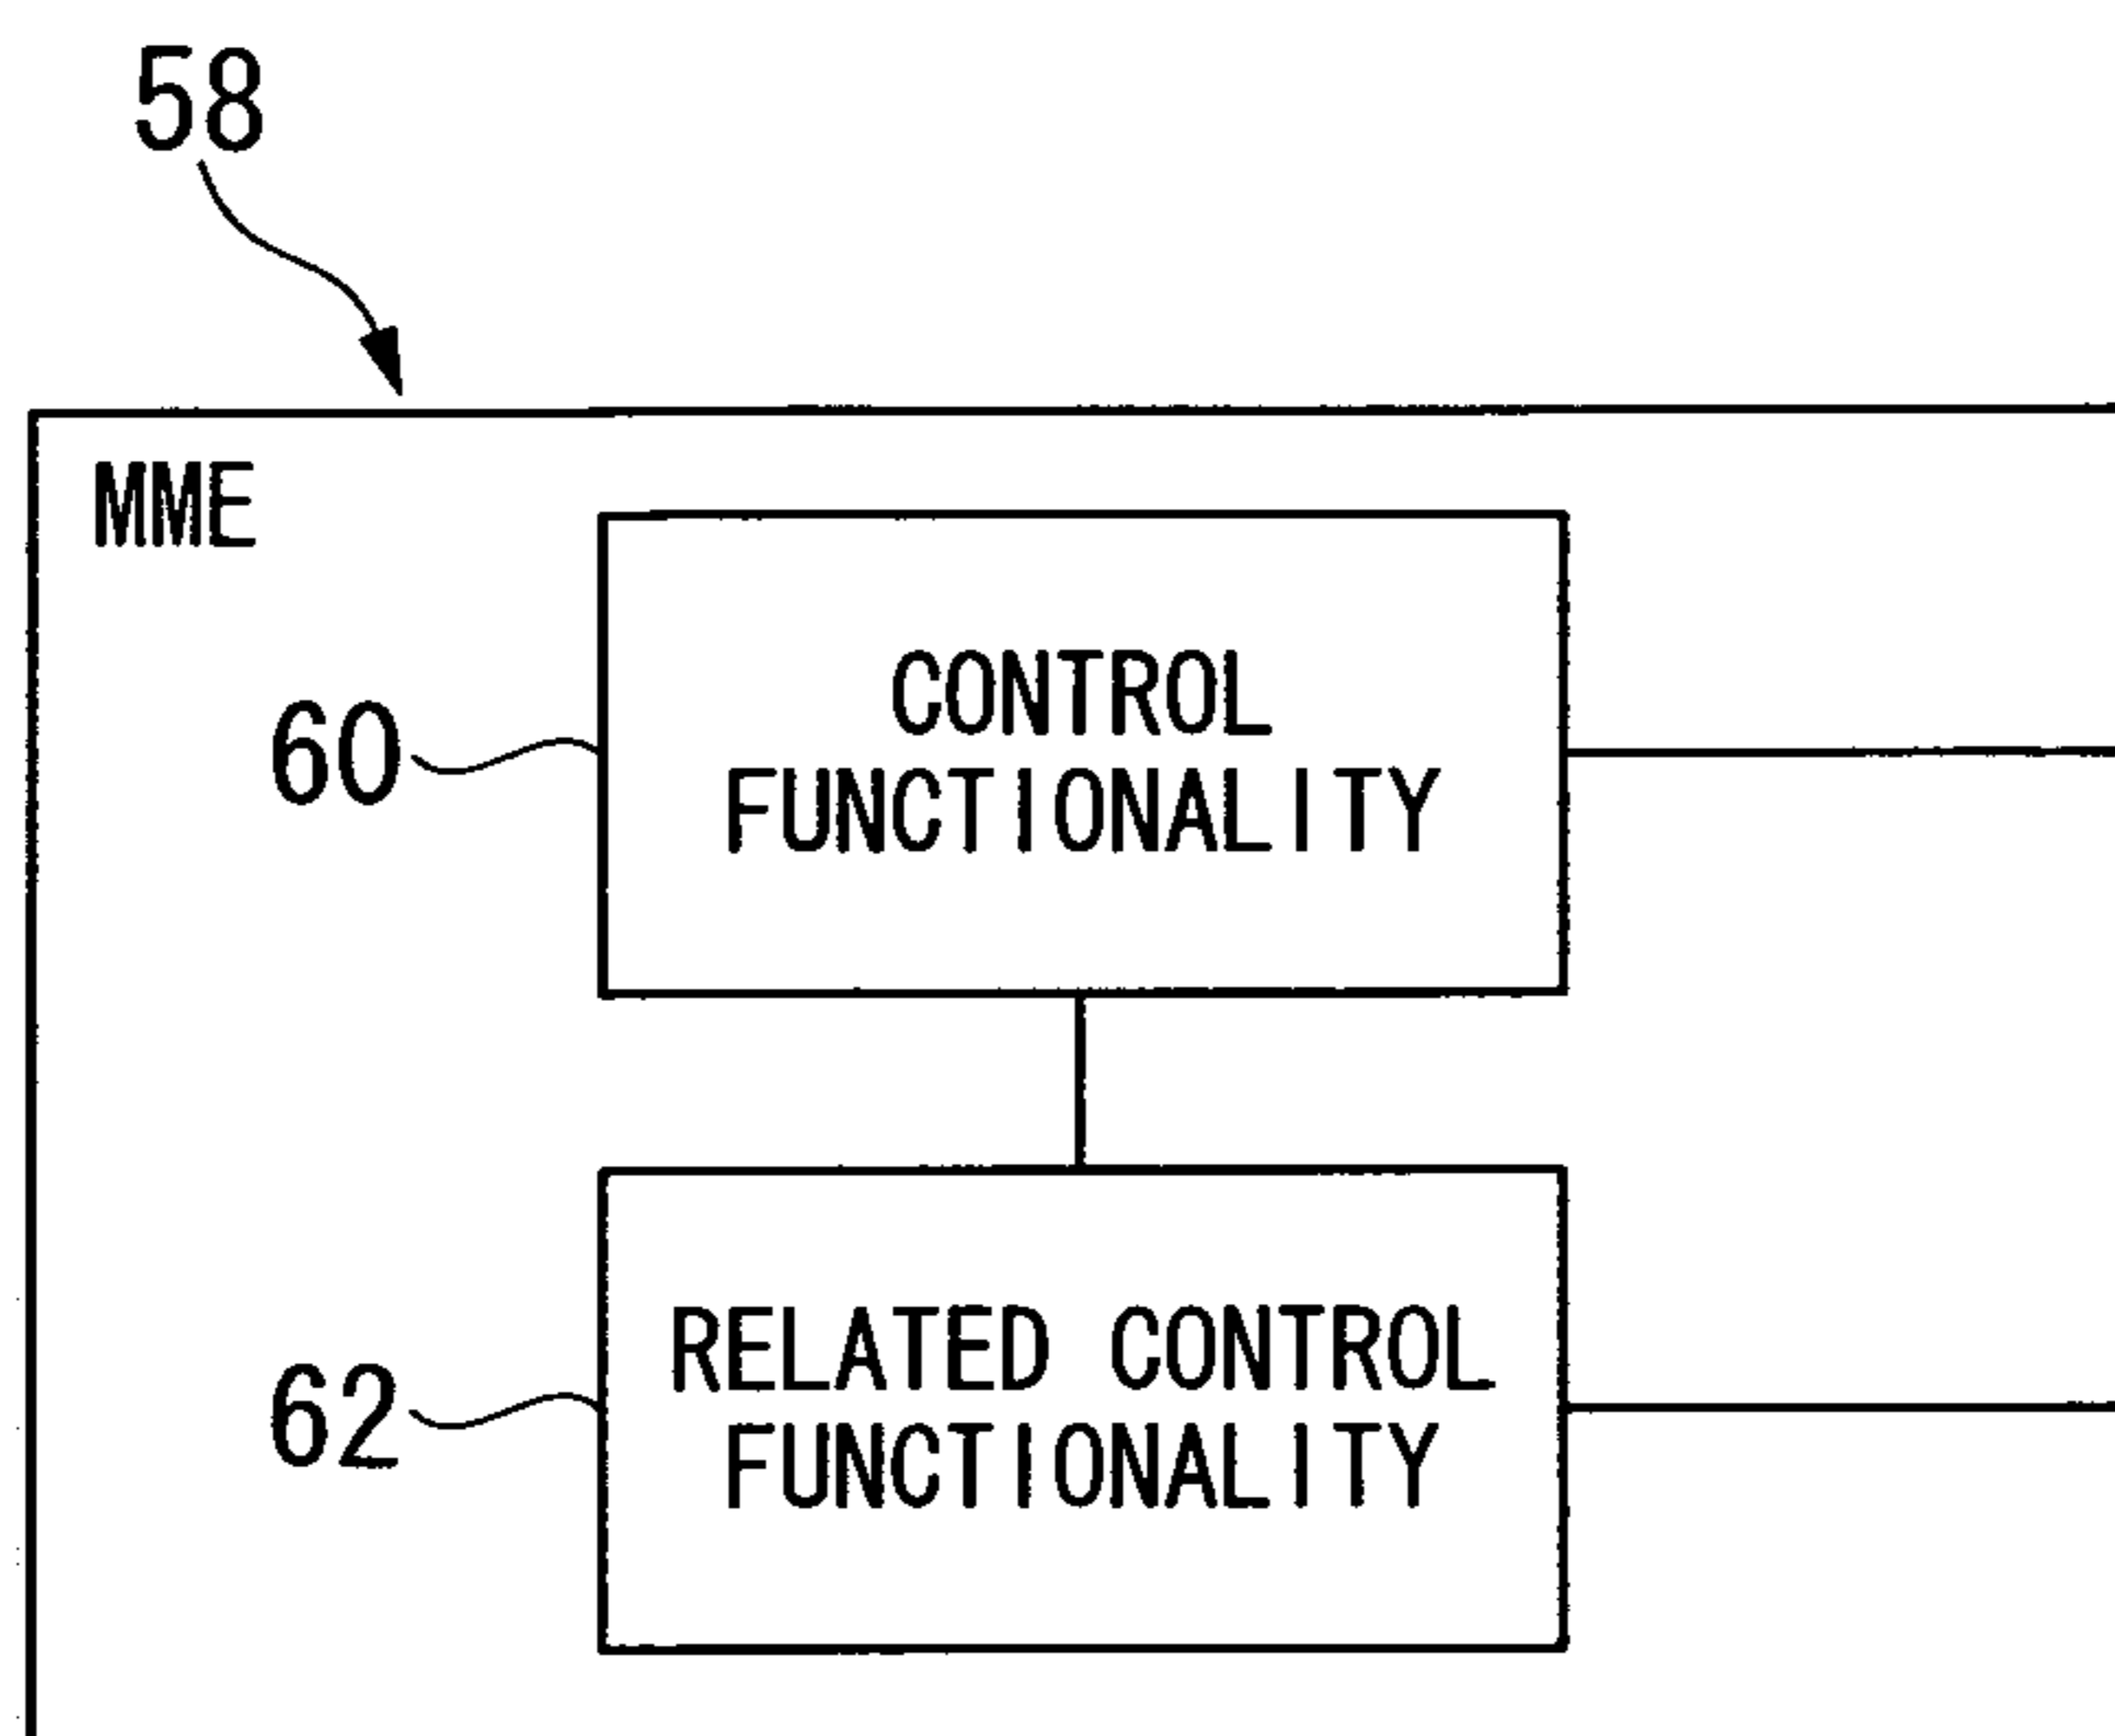 58
MME
60
CONTROL
FUNCTIONALITY
62
RELATED CONTROL
FUNCTIONALITY